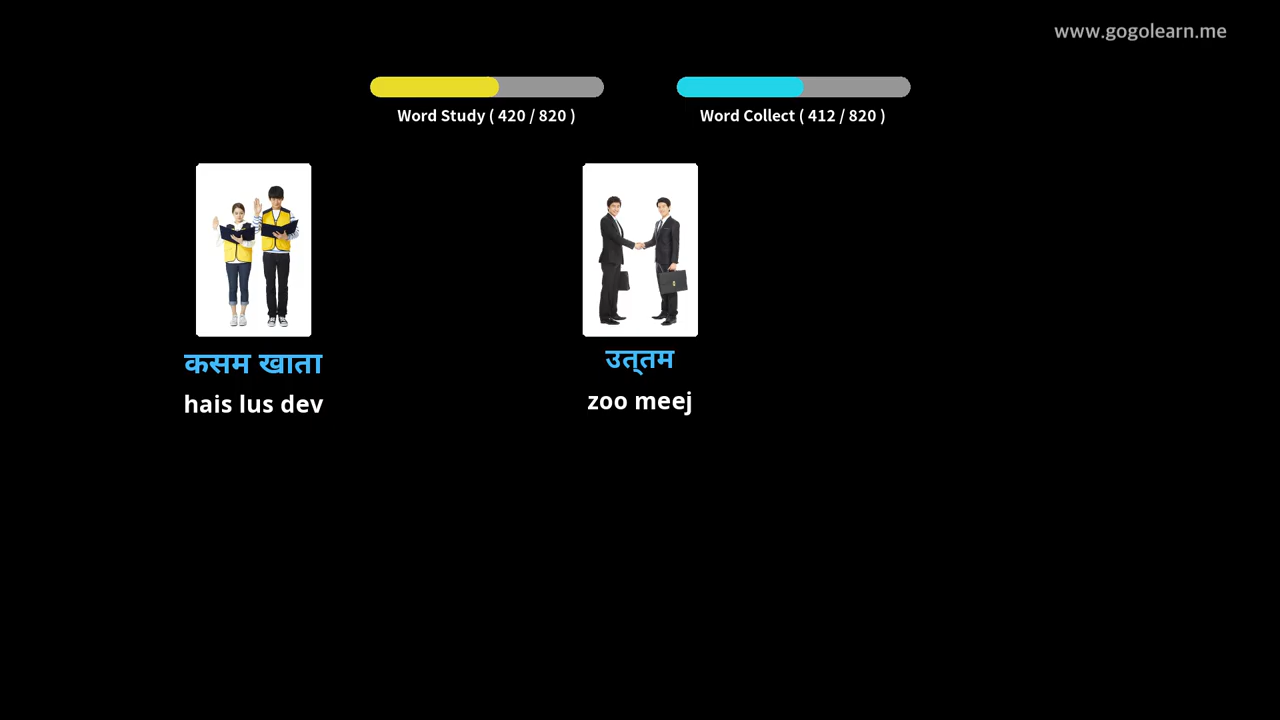 www.gogolearn.me
Word Study ( 420 / 820 )
Word Collect ( 412 / 820 )
कसम खाता
उत्‌तम
hais lus dev
zoo meej